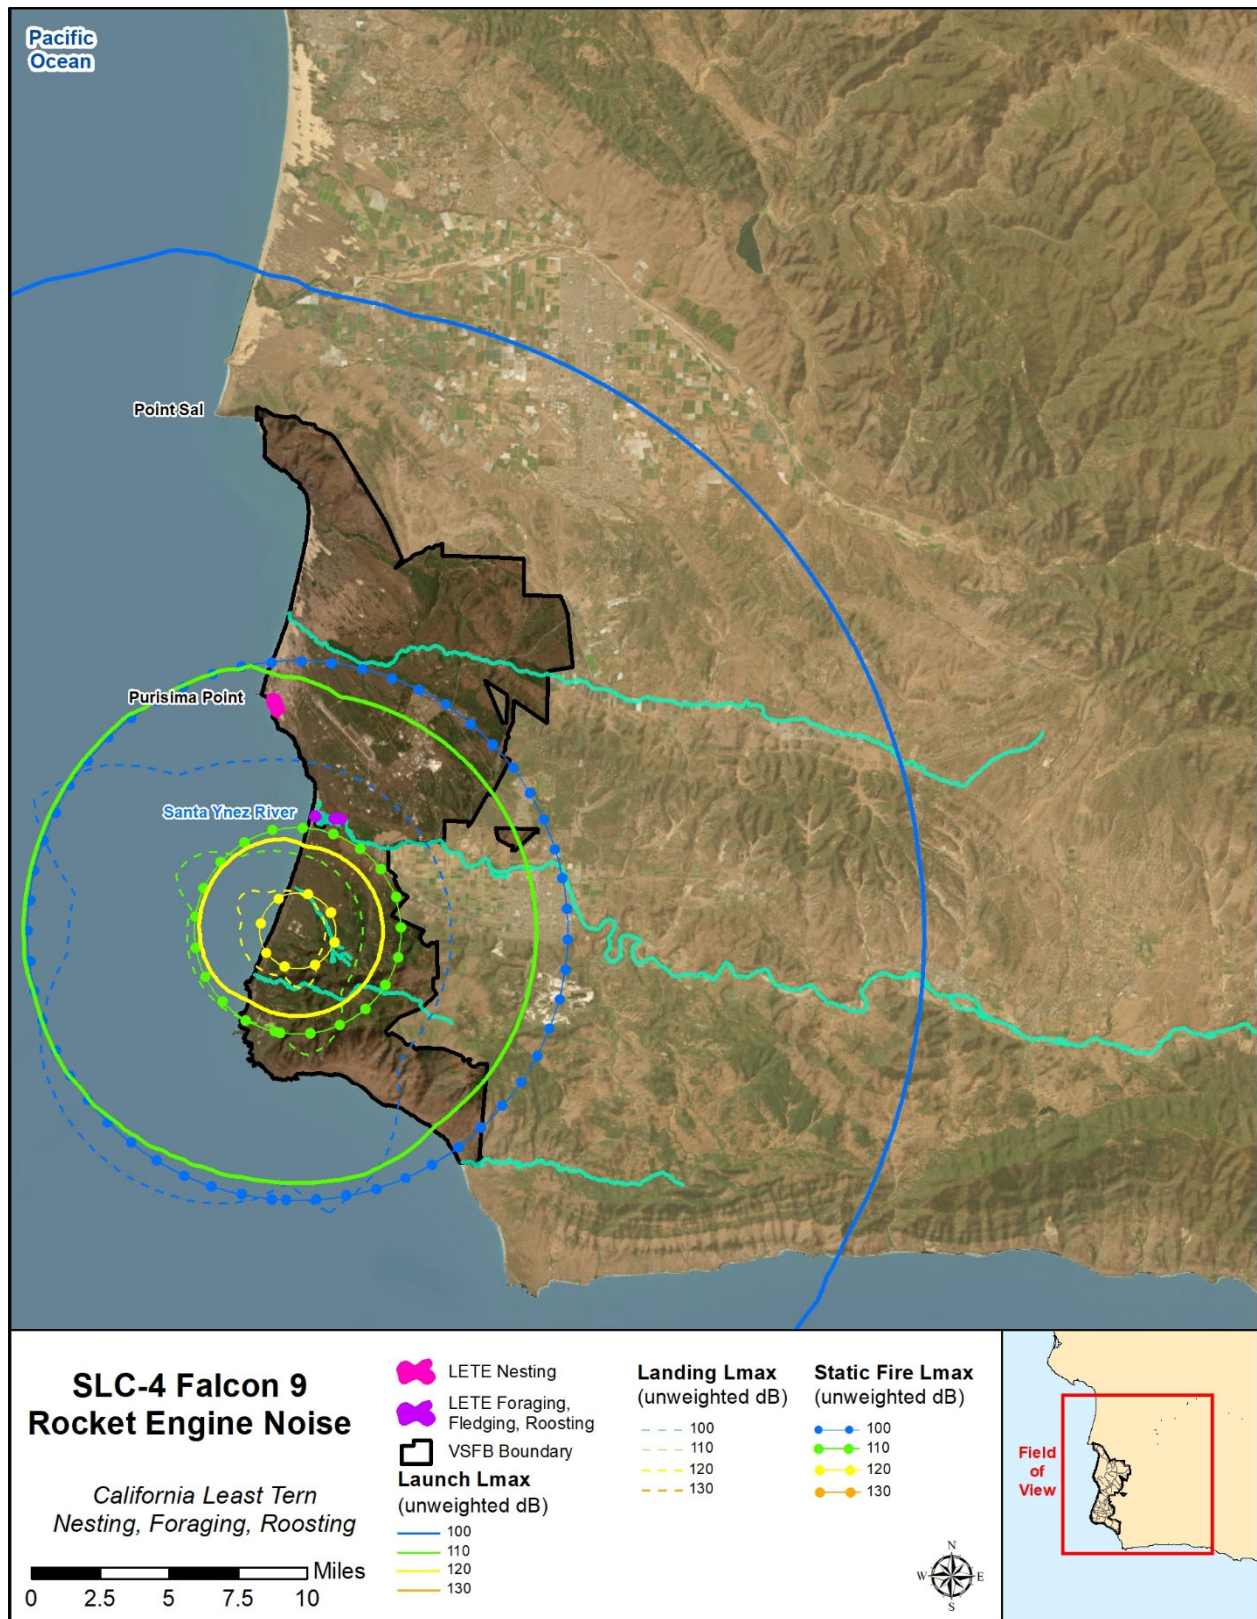 Pacific
Ocean
Point Sal
Purisima Point
Santa Ynez River
SLC-4 Falcon 9
Rocket Engine Noise
California Least Tern
Nesting, Foraging, Roosting
Miles
0 2.5 5 7.5 10
LETE Nesting
LETE Foraging,
Fledging, Roosting
VSFB Boundary
Launch Lmax
(unweighted dB)
100
110
120
130
Landing Lmax
(unweighted dB)
100
110
120
130
Static Fire Lmax
(unweighted dB)
100
110
120
130
N
W E
S
Field
of
View